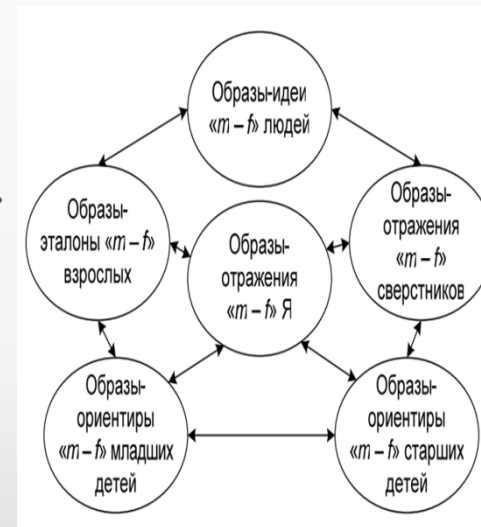 Образы-идеи
«m – f» людей
Образы-
эталоны «m – f»
взрослых
Образы-
отражения
«m – f» Я
Образы-
отражения
«m – f»
сверстников
Образы-
ориентиры
«m – f» младших
детей
Образы-
ориентиры
«m – f» старших
детей